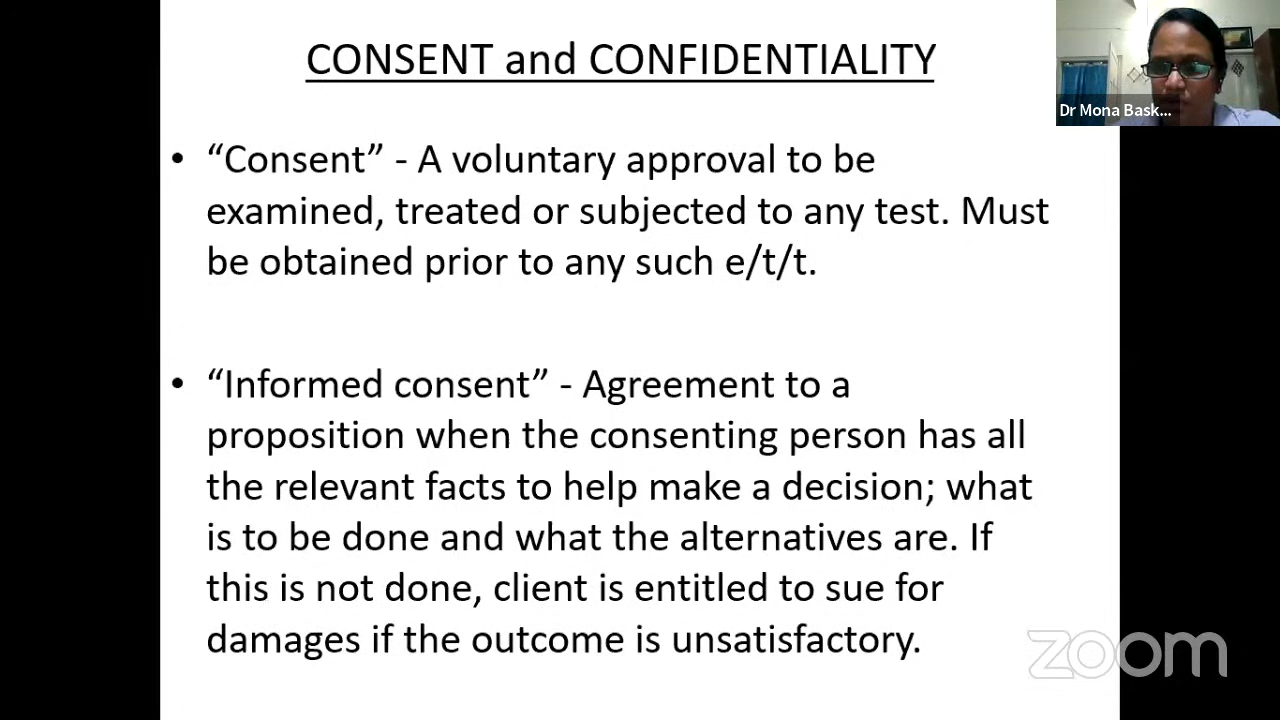 CONSENT and CONFIDENTIALITY
Dr Mona Bask...
• “Consent” - A voluntary approval to be
examined, treated or subjected to any test. Must
be obtained prior to any such e/t/t.
• “Informed consent” - Agreement to a
proposition when the consenting person has all
the relevant facts to help make a decision; what
is to be done and what the alternatives are. If
this is not done, client is entitled to sue for
damages if the outcome is unsatisfactory.
zoom